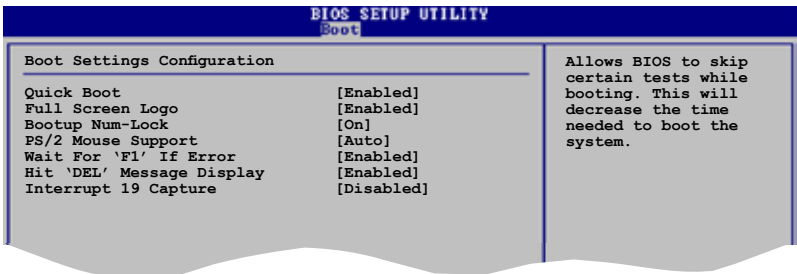 BIOS SETUP UTILITY
Boot
Boot Settings Configuration
Quick Boot [Enabled]
Full Screen Logo [Enabled]
Bootup Num-Lock [On]
PS/2 Mouse Support [Auto]
Wait For ‘F1’ If Error [Enabled]
Hit ‘DEL’ Message Display [Enabled]
Interrupt 19 Capture [Disabled]
Allows BIOS to skip
certain tests while
booting. This will
decrease the time
needed to boot the
system.